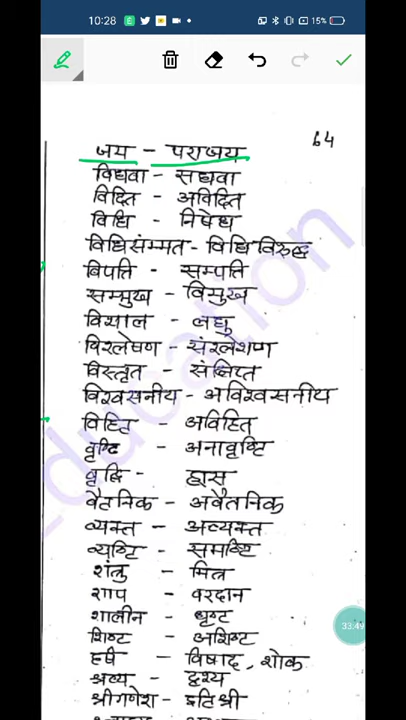 10:28 15%
64
जय - पराजय
विधवा - सधवा
विदित - अविदित
विधि - निषेध
विधिसंम्मत - विधि विरुद्ध
विपत्ति - सम्पत्ति
सम्मुख - विमुख
विशाल - लघु
विश्लेषण - संश्लेषण
विस्तृत - संक्षिप्त
विश्वसनीय - अविश्वसनीय
विहित - अविहित
वृष्टि - अनावृष्टि
वृद्धि - ह्रास
वैतनिक - अवैतनिक
व्यक्त - अव्यक्त
व्यष्टि - समष्टि
शत्रु - मित्र
शाप - वरदान
शालीन - धृष्ट
शिष्ट - अशिष्ट
हर्ष - विषाद, शोक
श्रव्य - दृश्य
श्रीगणेश - इति श्री
33:49
education